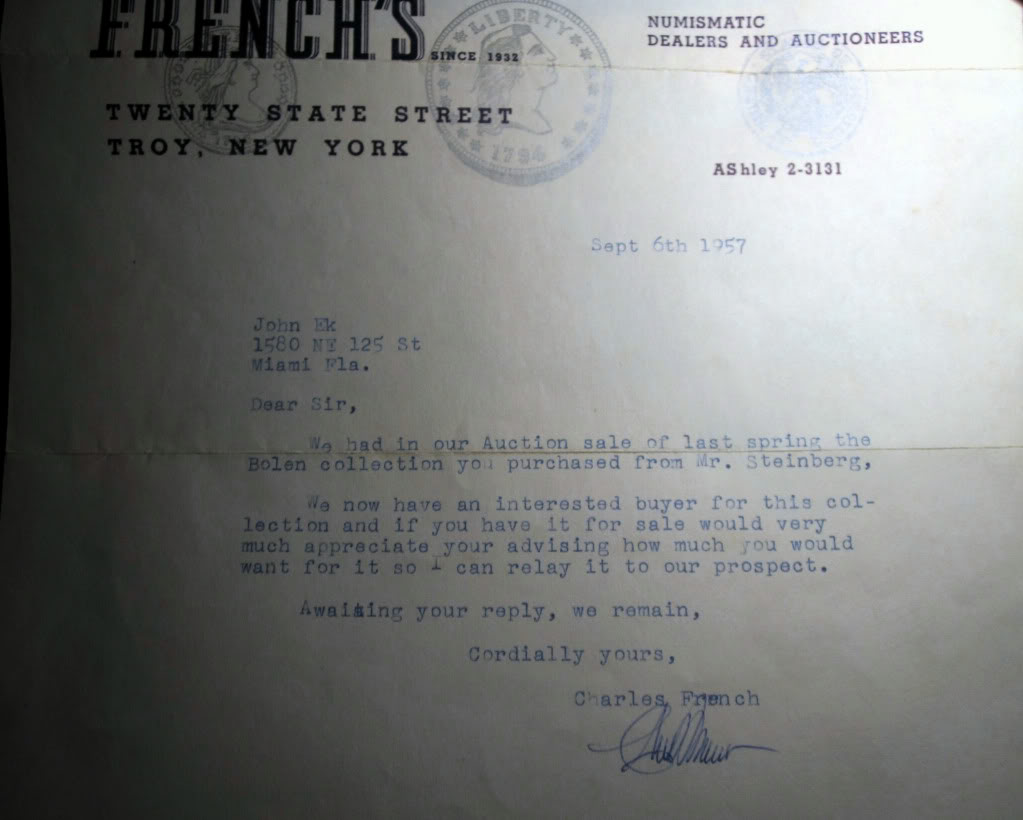 FRENCH'S
SINCE 1932
NUMISMATIC
DEALERS AND AUCTIONEERS
LIBERTY
1794
TWENTY STATE STREET
TROY, NEW YORK
AShley 2-3131
Sept 6th 1957
John Ek
1580 NE 125 St
Miami Fla.
Dear Sir,
We had in our Auction sale of last spring the
Bolen collection you purchased from Mr. Steinberg,
We now have an interested buyer for this col-
lection and if you have it for sale would very
much appreciate your advising how much you would
want for it so I can relay it to our prospect.
Awaiting your reply, we remain,
Cordially yours,
Charles French